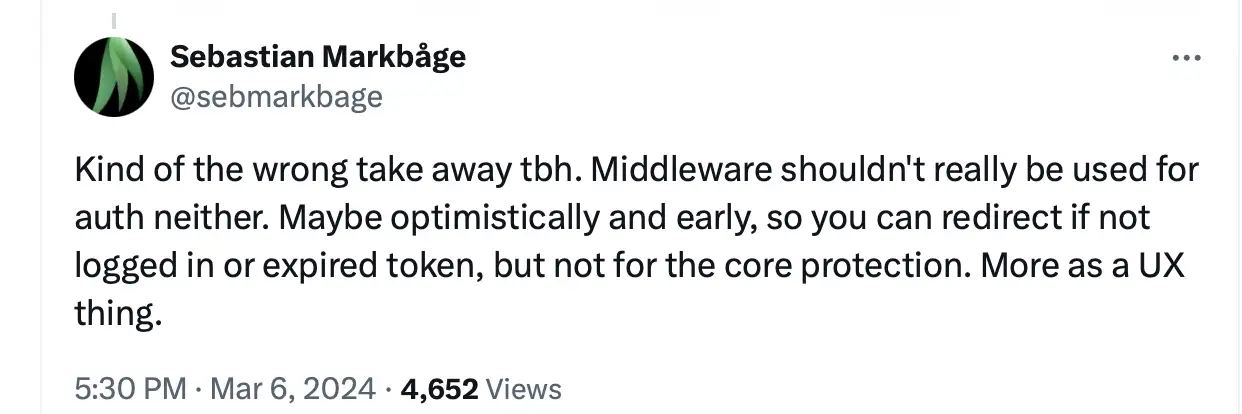 Sebastian Markbåge
@sebmarkbage
Kind of the wrong take away tbh. Middleware shouldn't really be used for
auth neither. Maybe optimistically and early, so you can redirect if not
logged in or expired token, but not for the core protection. More as a UX
thing.
5:30 PM · Mar 6, 2024 · 4,652 Views